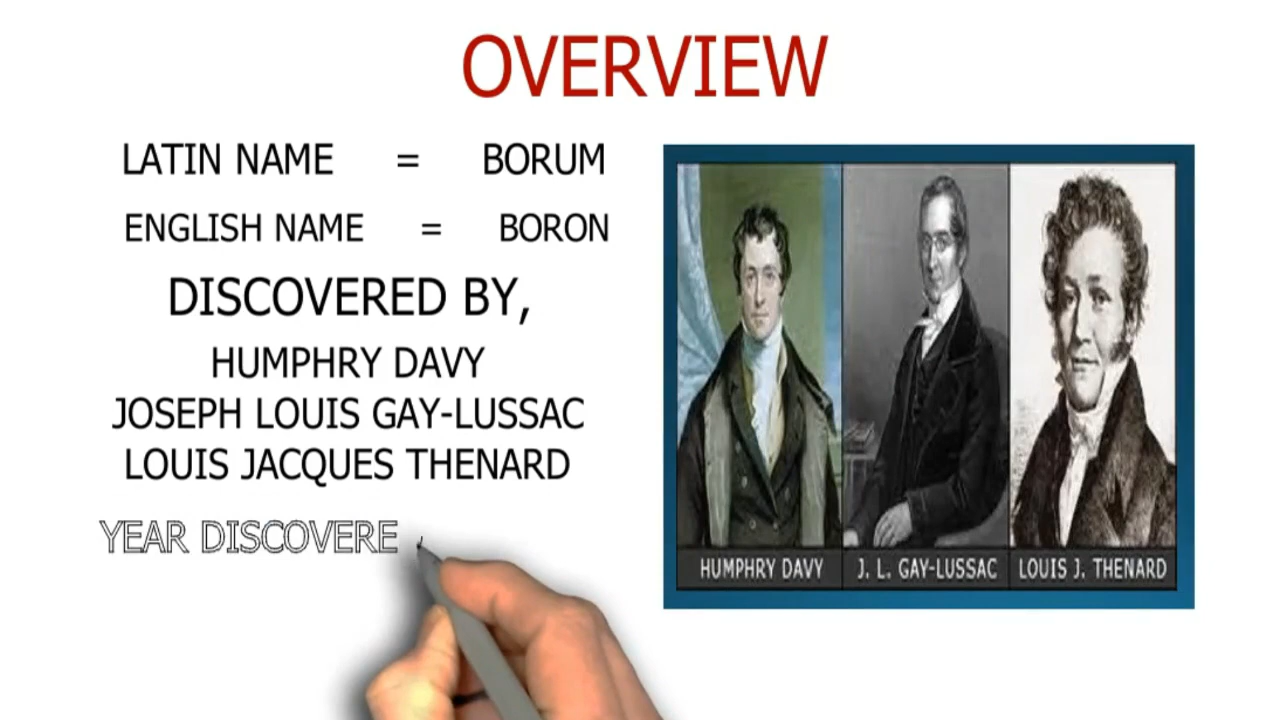 OVERVIEW
LATIN NAME = BORUM
ENGLISH NAME = BORON
DISCOVERED BY,
HUMPHRY DAVY
JOSEPH LOUIS GAY-LUSSAC
LOUIS JACQUES THENARD
YEAR DISCOVERE
HUMPHRY DAVY
J. L. GAY-LUSSAC
LOUIS J. THENARD